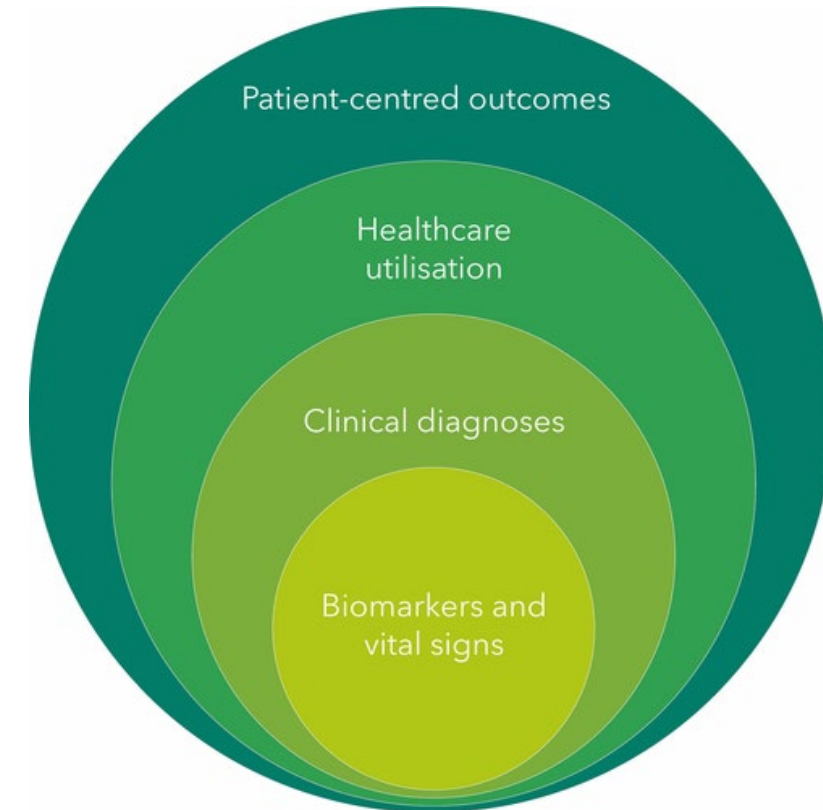 Patient-centred outcomes
Healthcare
utilisation
Clinical diagnoses
Biomarkers and
vital signs